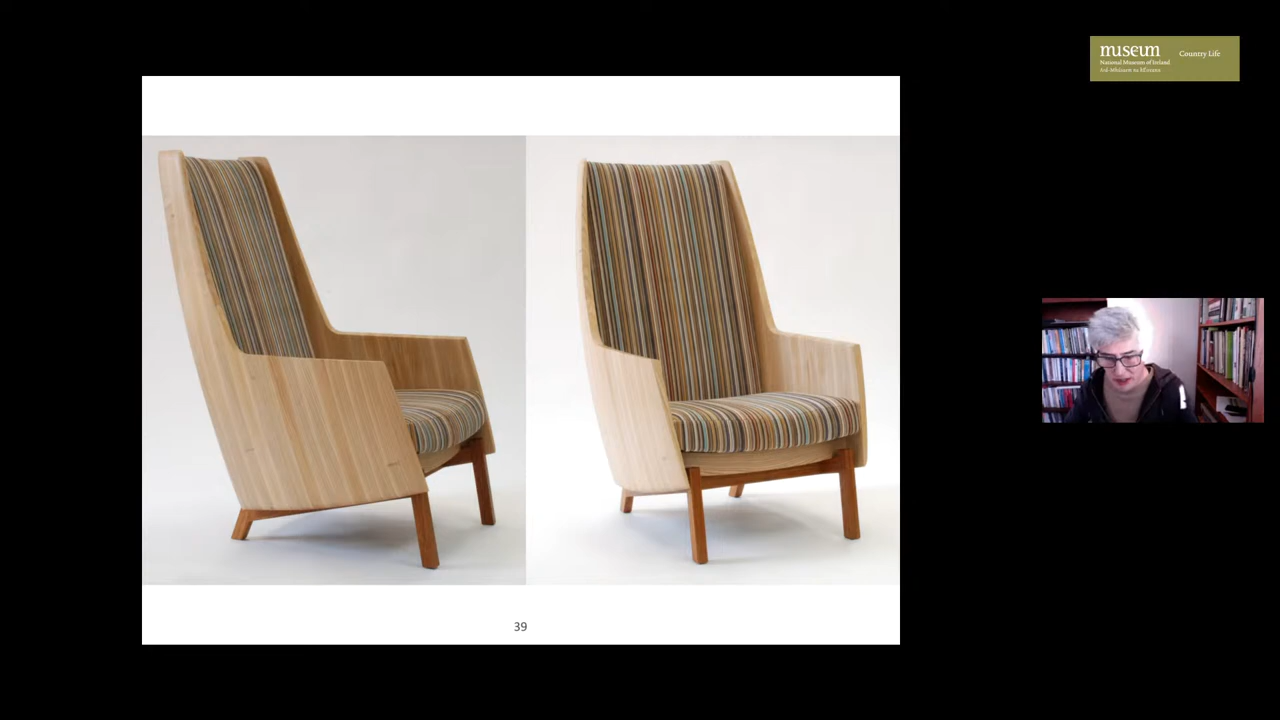 museum
Country Life
National Museum of Ireland
Ard-Mhúsaem na hÉireann
39